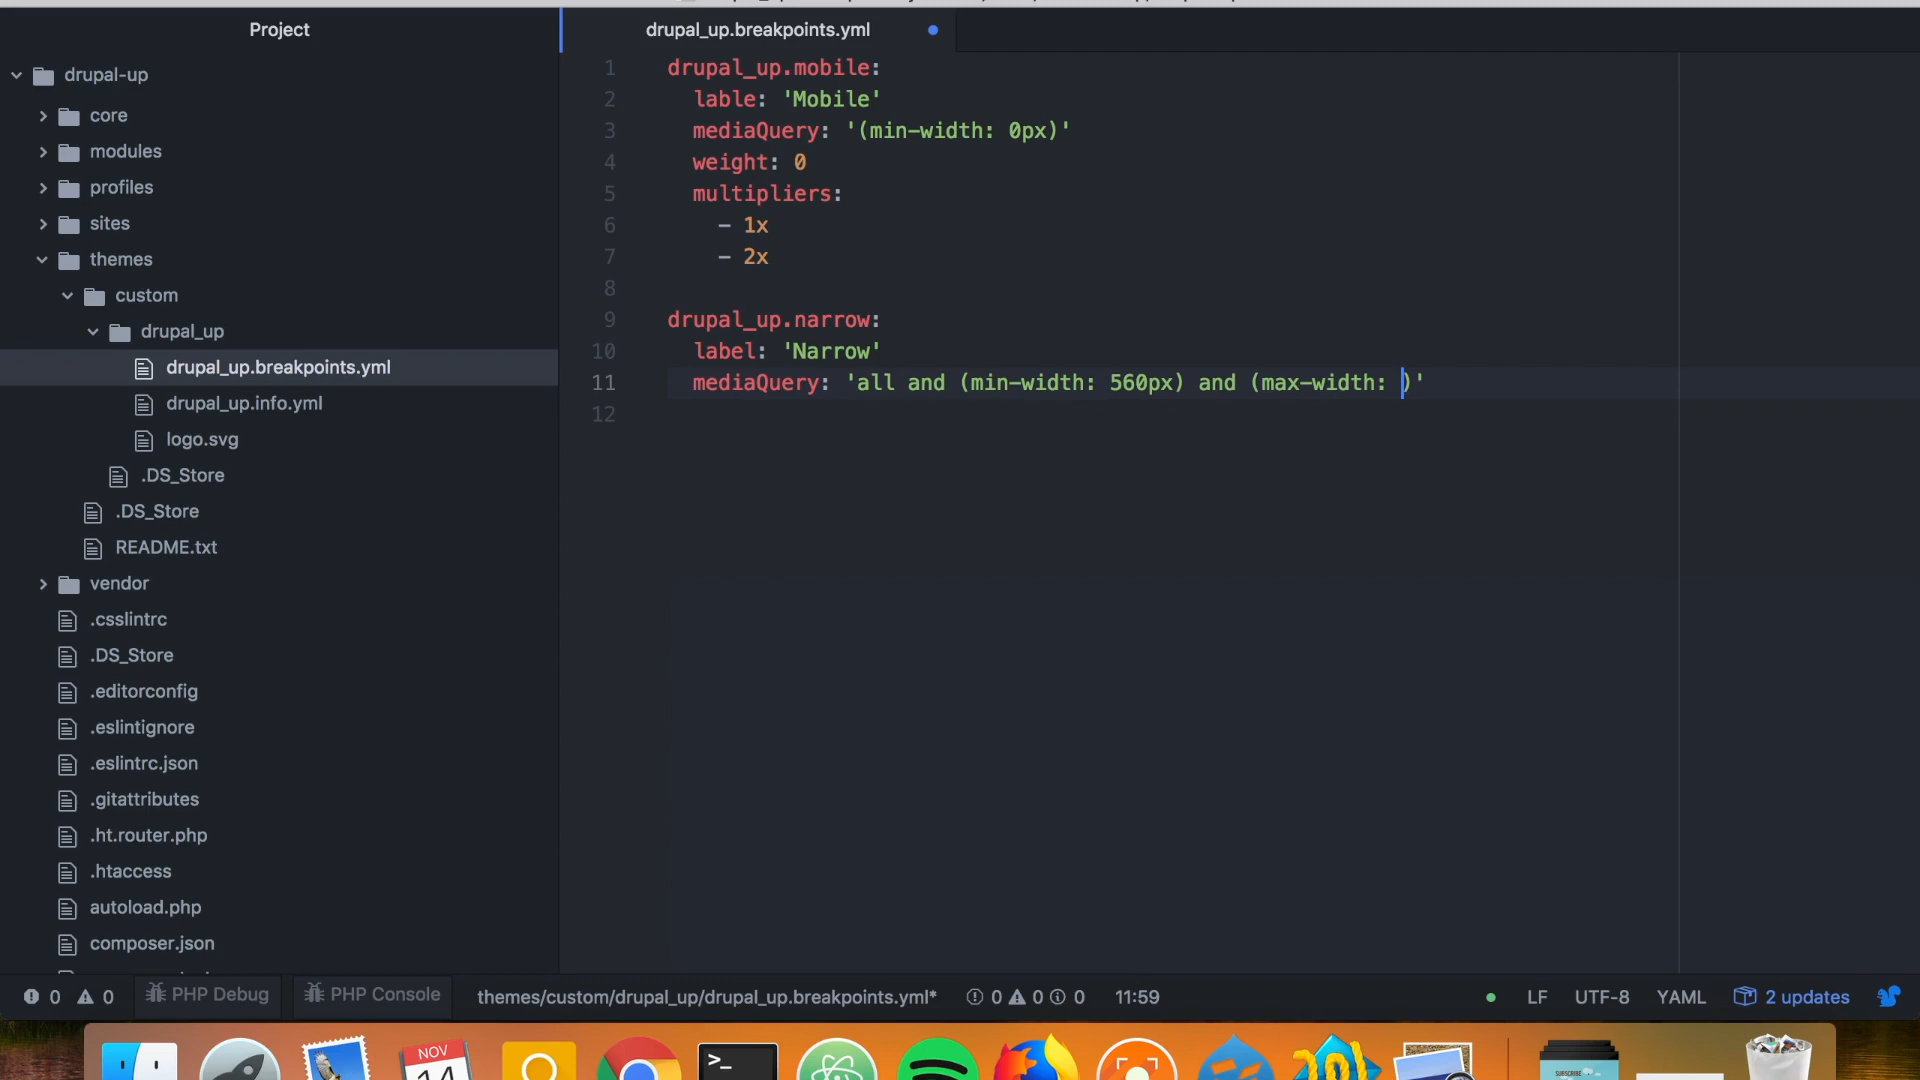 Project
drupal-up
core
modules
profiles
sites
themes
custom
drupal_up
drupal_up.breakpoints.yml
drupal_up.info.yml
logo.svg
.DS_Store
.DS_Store
README.txt
vendor
.csslintrc
.DS_Store
.editorconfig
.eslintignore
.eslintrc.json
.gitattributes
.ht.router.php
.htaccess
autoload.php
composer.json
drupal_up.breakpoints.yml
1 drupal_up.mobile:
2 lable: 'Mobile'
3 mediaQuery: '(min-width: 0px)'
4 weight: 0
5 multipliers:
6 - 1x
7 - 2x
8
9 drupal_up.narrow:
10 label: 'Narrow'
11 mediaQuery: 'all and (min-width: 560px) and (max-width: )'
12
0 0 PHP Debug PHP Console themes/custom/drupal_up/drupal_up.breakpoints.yml* 0 0 0 11:59 LF UTF-8 YAML 2 updates
NOV
14
>_
101
SUBSCRIBE